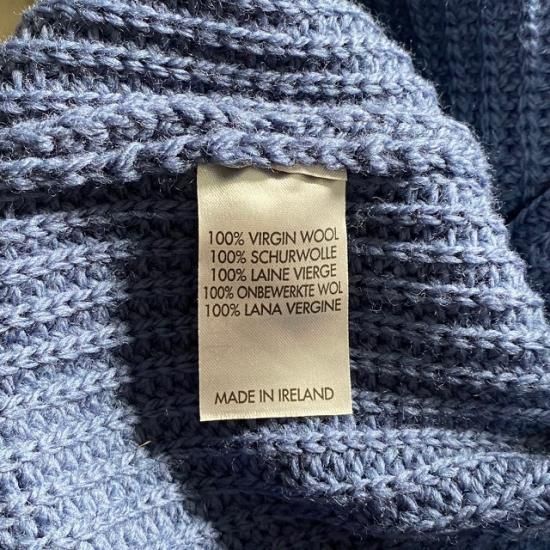 100% VIRGIN WOOL
100% SCHURWOLLE
100% LAINE VIERGE
100% ONBEWERKTE WOL
100% LANA VERGINE
MADE IN IRELAND